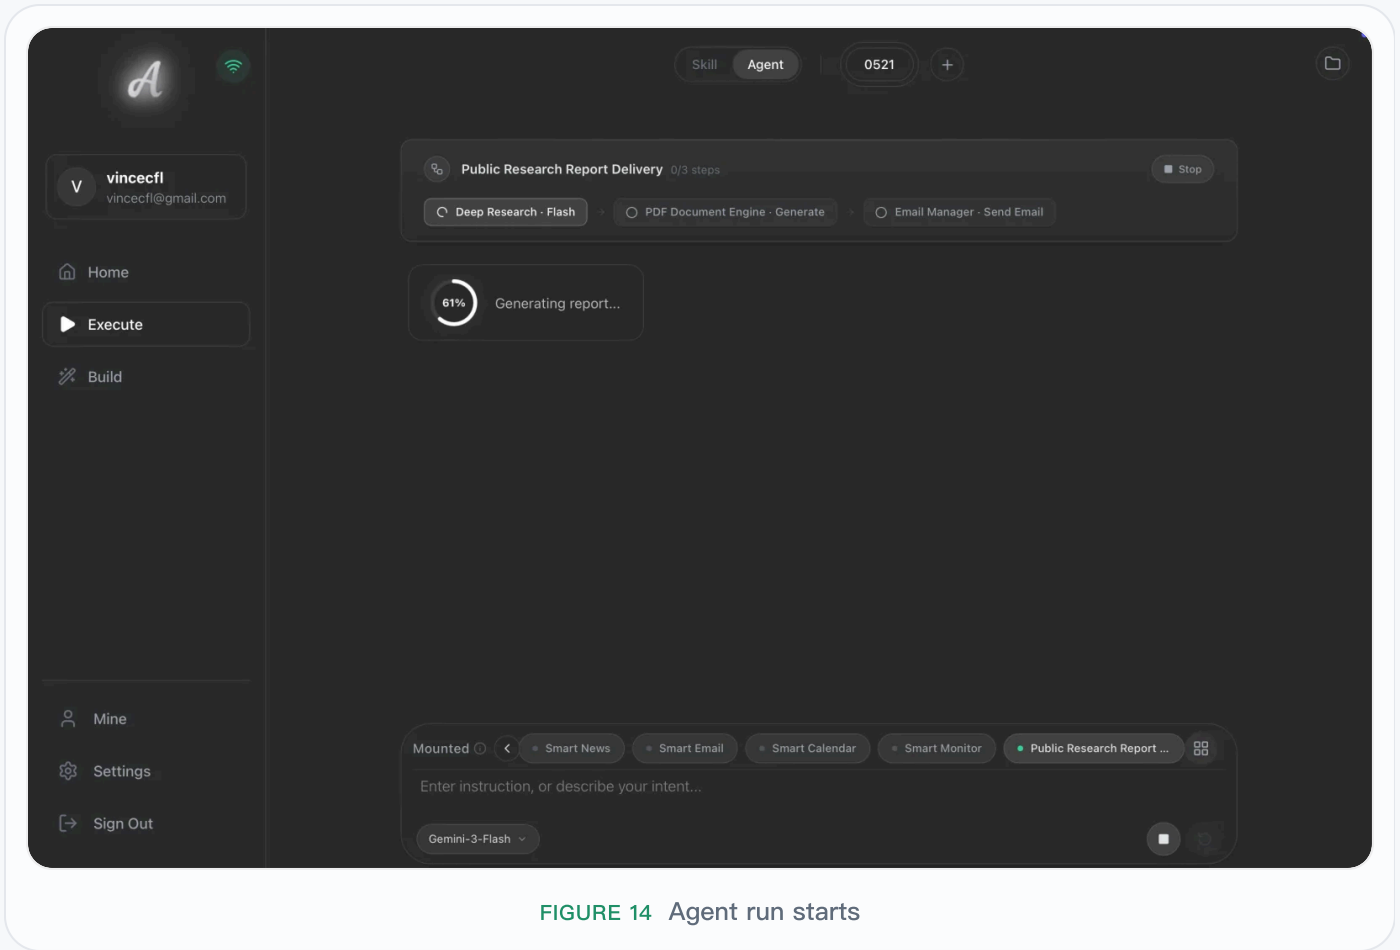 A
Skill Agent 0521
V
vincecfl
vincecfl@gmail.com
Home
Execute
Build
Mine
Settings
Sign Out
Public Research Report Delivery 0/3 steps
Stop
Deep Research · Flash
PDF Document Engine · Generate
Email Manager · Send Email
61%
Generating report...
Mounted
Smart News
Smart Email
Smart Calendar
Smart Monitor
Public Research Report ...
Enter instruction, or describe your intent...
Gemini-3-Flash
FIGURE 14 Agent run starts